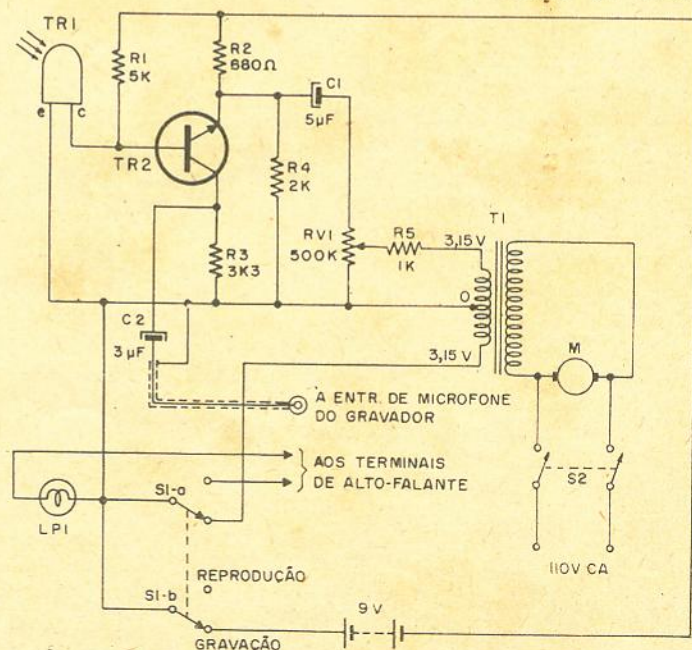 TR1
e
c
R1
5K
R2
680Ω
C1
5µF
TR2
R4
2K
R3
3K3
RV1
500K
R5
1K
3,15 V
T1
0
3,15 V
C2
3 µF
M
À ENTR. DE MICROFONE
DO GRAVADOR
AOS TERMINAIS
DE ALTO-FALANTE
S2
LP1
S1-a
110V CA
REPRODUÇÃO
S1-b
9 V
GRAVAÇÃO